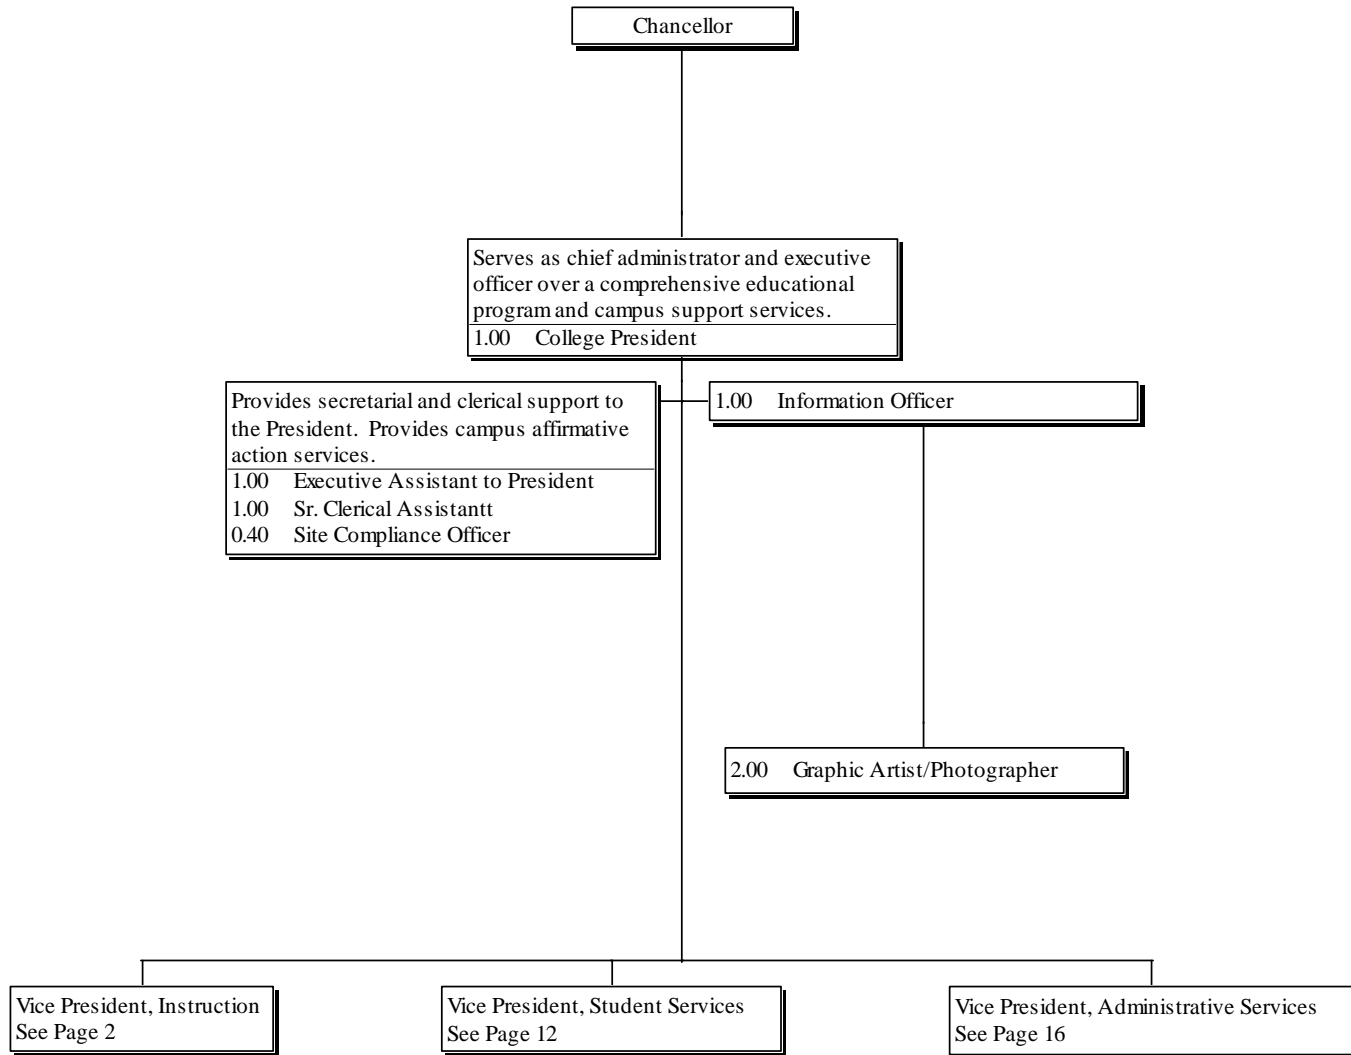 Chancellor
Serves as chief administrator and executive
officer over a comprehensive educational
program and campus support services.
1.00 College President
Provides secretarial and clerical support to
the President. Provides campus affirmative
action services.
1.00 Executive Assistant to President
1.00 Sr. Clerical Assistantt
0.40 Site Compliance Officer
1.00 Information Officer
2.00 Graphic Artist/Photographer
Vice President, Instruction
See Page 2
Vice President, Student Services
See Page 12
Vice President, Administrative Services
See Page 16